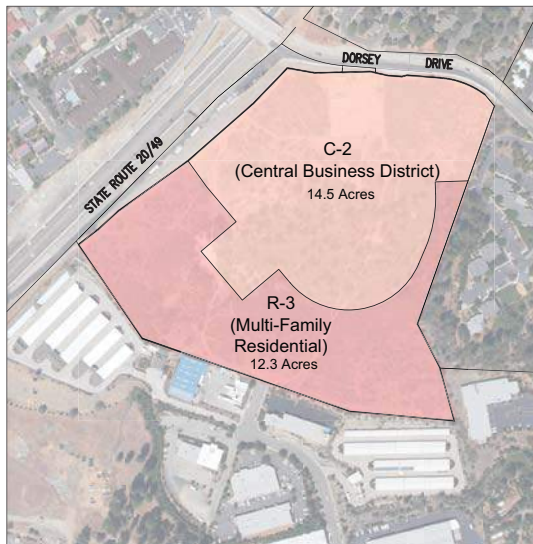 DORSEY DRIVE
STATE ROUTE 20/49
C-2
(Central Business District)
14.5 Acres
R-3
(Multi-Family
Residential)
12.3 Acres